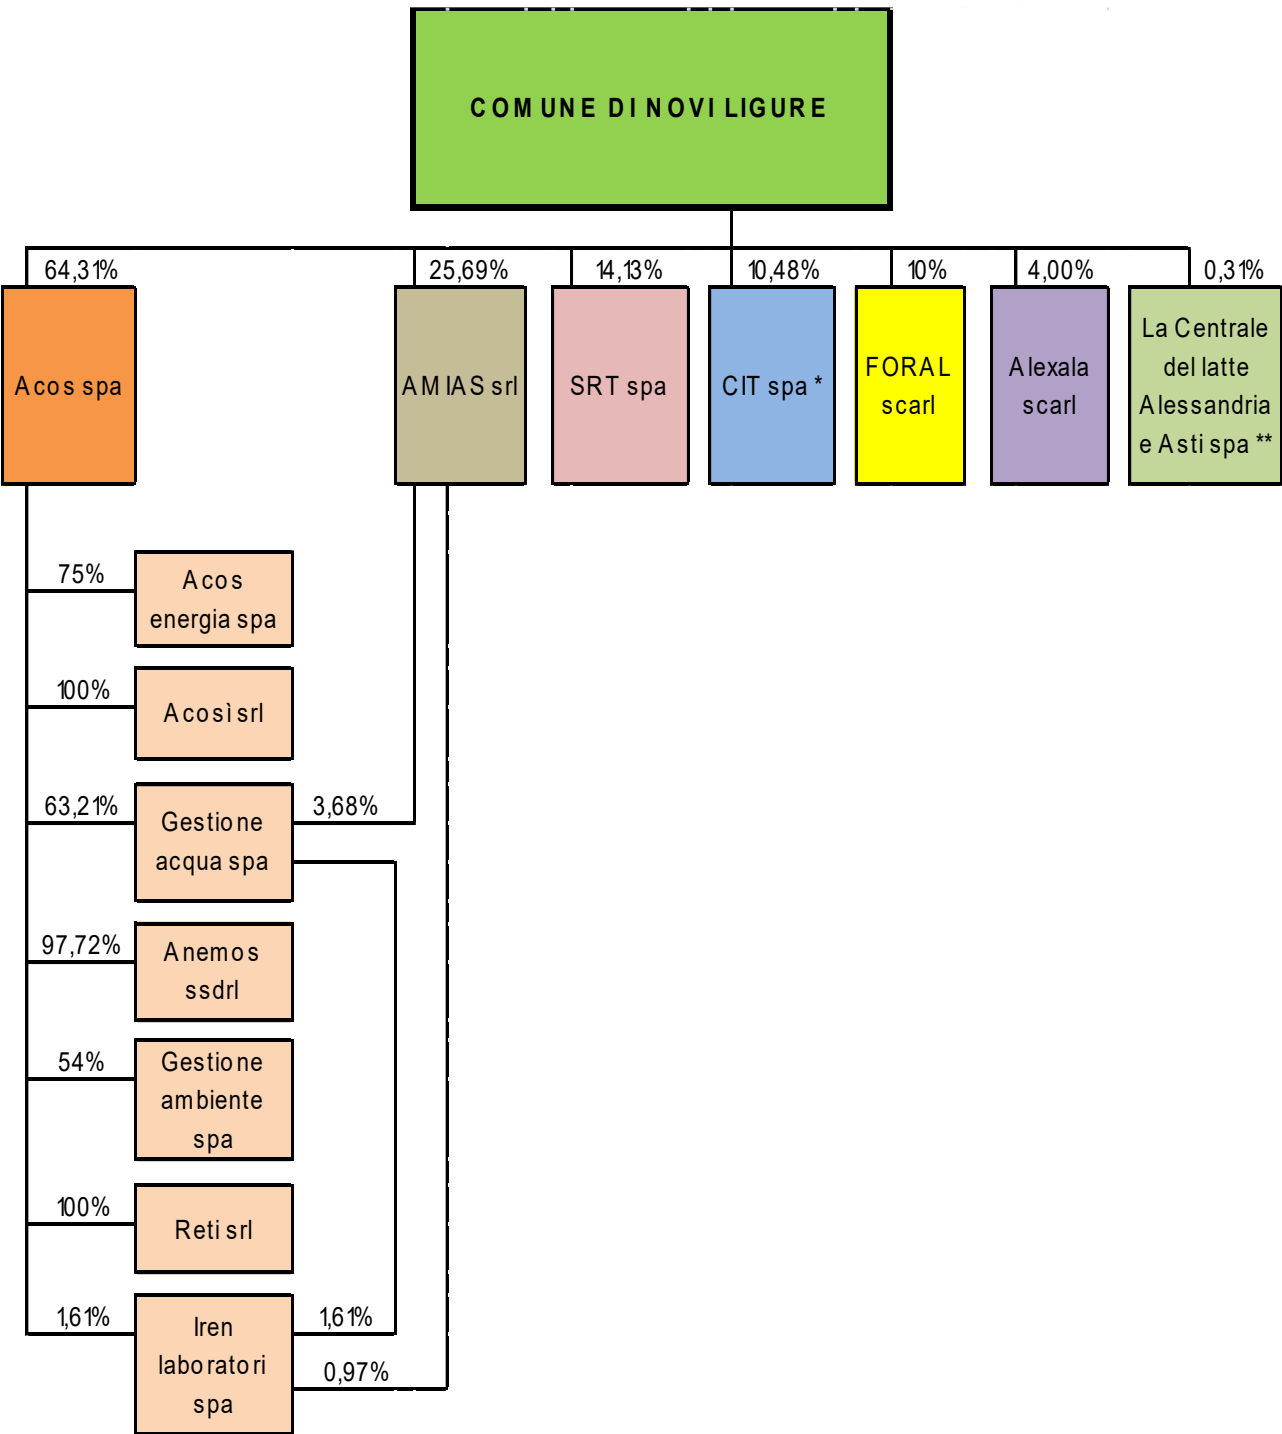 COMUNE DI NOVI LIGURE
64,31%
25,69%
14,13%
10,48%
10%
4,00%
0,31%
Acos spa
AMIAS srl
SRT spa
CIT spa *
FORAL
scarl
Alexala
scarl
La Centrale
del latte
Alessandria
e Asti spa **
75%
Acos
energia spa
100%
Acosì srl
63,21%
Gestione
acqua spa
3,68%
97,72%
Anemos
ssdrl
54%
Gestione
ambiente
spa
100%
Reti srl
1,61%
Iren
laboratori
spa
1,61%
0,97%